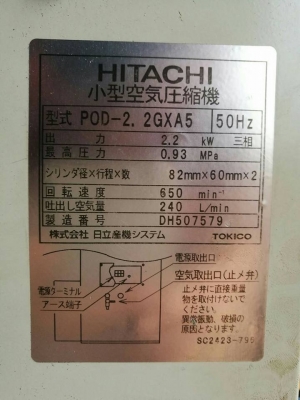 HITACHI
小型空気圧縮機
型式 POD-2.2GXA5 50Hz
出力 2.2 kW 三相
最高圧力 0.93 MPa
シリンダ径×行程×数 82mm×60mm×2
回転速度 650 min⁻¹
吐出し空気量 240 L/min
製造番号 DH507579
株式会社 日立産機システム TOKICO
電源取出口
空気取出口(止メ弁)
電源ターミナル
アース端子
止メ弁に直接重量
物を取付けないで
ください。
異常振動、破損の
原因となります。
SC2423-799